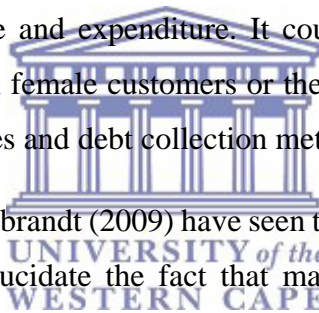 e and expenditure. It cou
female customers or the
es and debt collection met
brandt (2009) have seen t
UNIVERSITY of the
ucidate the fact that ma
WESTERN CAPE